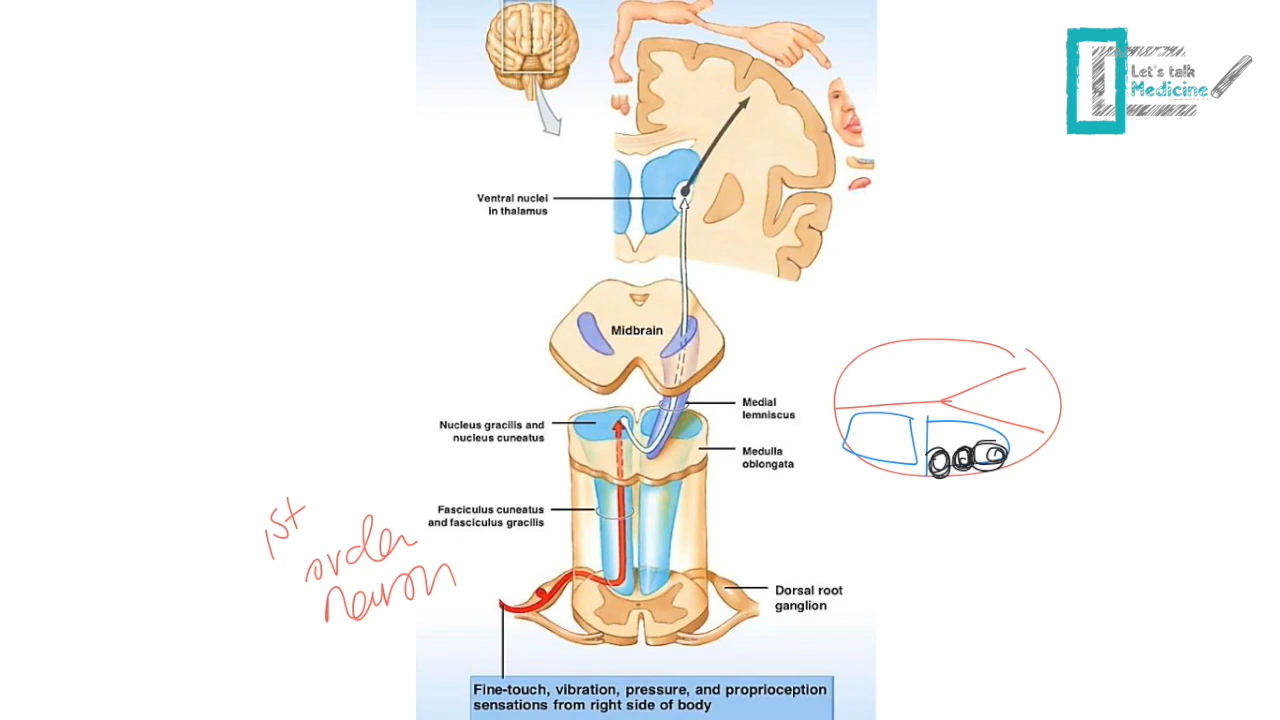 Let's talk
Medicine
Ventral nuclei
in thalamus
Midbrain
Medial
lemniscus
Nucleus gracilis and
nucleus cuneatus
Medulla
oblongata
Fasciculus cuneatus
and fasciculus gracilis
1st
order
neuron
Dorsal root
ganglion
Fine-touch, vibration, pressure, and proprioception
sensations from right side of body